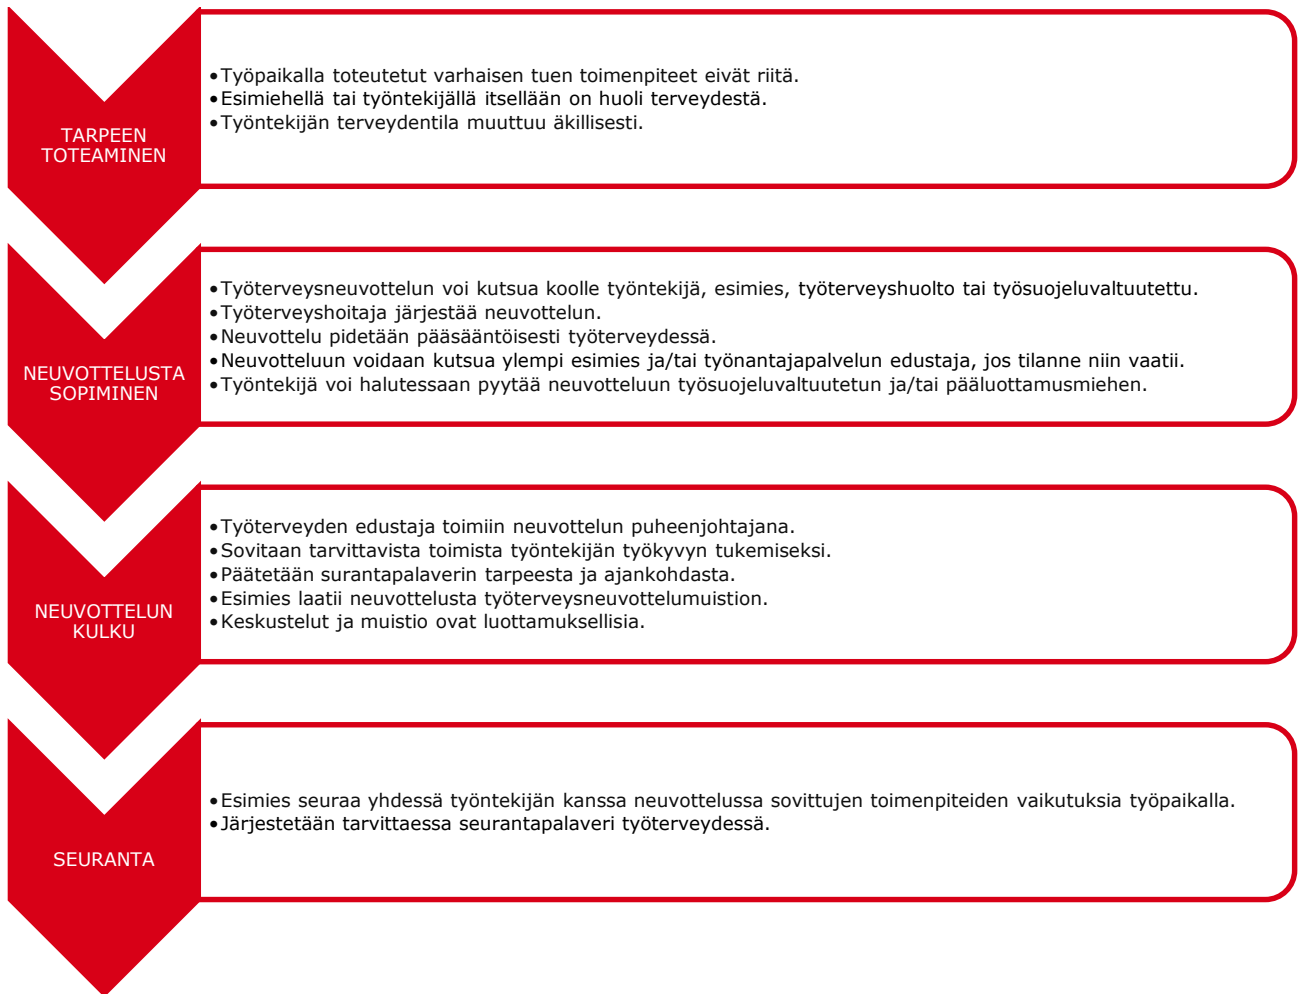 TARPEEN
TOTEAMINEN
•Työpaikalla toteutetut varhaisen tuen toimenpiteet eivät riitä.
•Esimiehellä tai työntekijällä itsellään on huoli terveydestä.
•Työntekijän terveydentila muuttuu äkillisesti.
NEUVOTTELUSTA
SOPIMINEN
•Työterveysneuvottelun voi kutsua koolle työntekijä, esimies, työterveyshuolto tai työsuojeluvaltuutettu.
•Työterveyshoitaja järjestää neuvottelun.
•Neuvottelu pidetään pääsääntöisesti työterveydessä.
•Neuvotteluun voidaan kutsua ylempi esimies ja/tai työnantajapalvelun edustaja, jos tilanne niin vaatii.
•Työntekijä voi halutessaan pyytää neuvotteluun työsuojeluvaltuutetun ja/tai pääluottamusmiehen.
NEUVOTTELUN
KULKU
•Työterveyden edustaja toimiin neuvottelun puheenjohtajana.
•Sovitaan tarvittavista toimista työntekijän työkyvyn tukemiseksi.
•Päätetään surantapalaverin tarpeesta ja ajankohdasta.
•Esimies laatii neuvottelusta työterveysneuvottelumuistion.
•Keskustelut ja muistio ovat luottamuksellisia.
SEURANTA
•Esimies seuraa yhdessä työntekijän kanssa neuvottelussa sovittujen toimenpiteiden vaikutuksia työpaikalla.
•Järjestetään tarvittaessa seurantapalaveri työterveydessä.